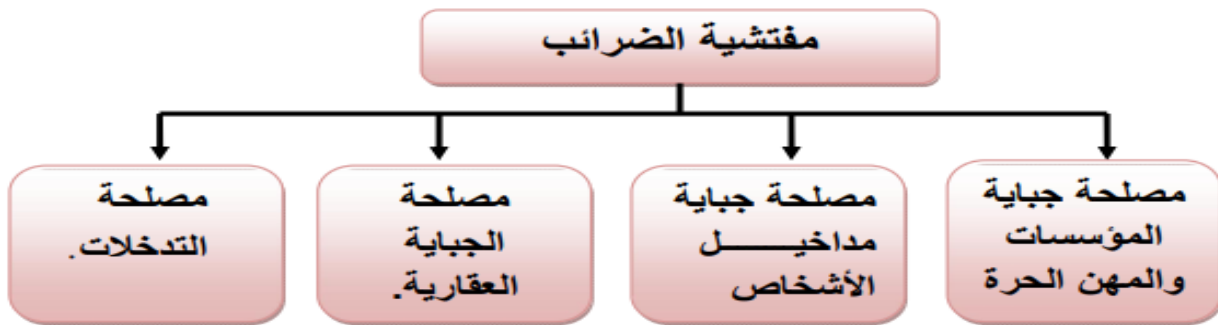 مفتشية الضرائب
مصلحة جباية
المؤسسات
والمهن الحرة
مصلحة جباية
مداخيـــــــل
الأشخاص
مصلحة
الجباية
العقارية.
مصلحة
التدخلات.